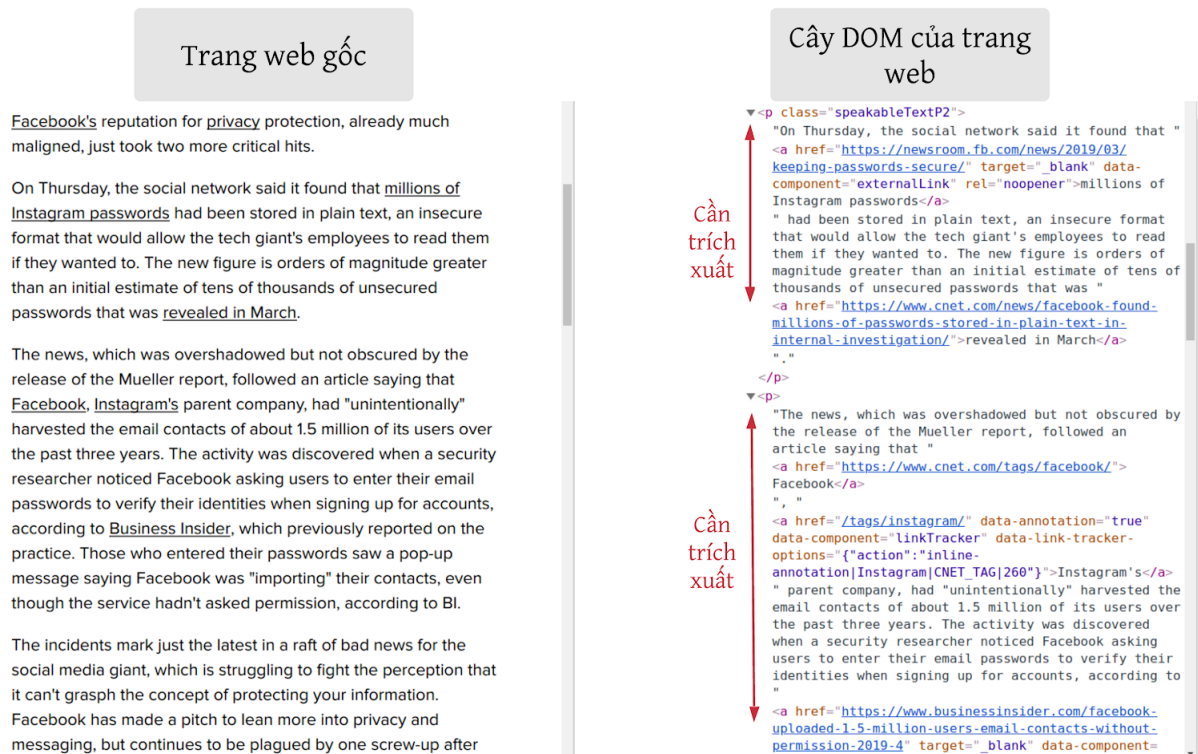 Trang web gốc
Facebook's reputation for privacy protection, already much
maligned, just took two more critical hits.
On Thursday, the social network said it found that millions of
Instagram passwords had been stored in plain text, an insecure
format that would allow the tech giant's employees to read them
if they wanted to. The new figure is orders of magnitude greater
than an initial estimate of tens of thousands of unsecured
passwords that was revealed in March.
The news, which was overshadowed but not obscured by the
release of the Mueller report, followed an article saying that
Facebook, Instagram's parent company, had "unintentionally"
harvested the email contacts of about 1.5 million of its users over
the past three years. The activity was discovered when a security
researcher noticed Facebook asking users to enter their email
passwords to verify their identities when signing up for accounts,
according to Business Insider, which previously reported on the
practice. Those who entered their passwords saw a pop-up
message saying Facebook was "importing" their contacts, even
though the service hadn't asked permission, according to BI.
The incidents mark just the latest in a raft of bad news for the
social media giant, which is struggling to fight the perception that
it can't grasph the concept of protecting your information.
Facebook has made a pitch to lean more into privacy and
messaging, but continues to be plagued by one screw-up after
Cây DOM của trang
web
<p class="speakableTextP2">
"On Thursday, the social network said it found that "
<a href="https://newsroom.fb.com/news/2019/03/
keeping-passwords-secure/" target="_blank" data-
component="externalLink" rel="noopener">millions of
Instagram passwords</a>
" had been stored in plain text, an insecure format
that would allow the tech giant's employees to read
them if they wanted to. The new figure is orders of
magnitude greater than an initial estimate of tens of
thousands of unsecured passwords that was "
<a href="https://www.cnet.com/news/facebook-found-
millions-of-passwords-stored-in-plain-text-in-
internal-investigation/">revealed in March</a>
"."
</p>
Cần
trích
xuất
<p>
"The news, which was overshadowed but not obscured by
the release of the Mueller report, followed an
article saying that "
<a href="https://www.cnet.com/tags/facebook/">
Facebook</a>
", "
<a href="/tags/instagram/" data-annotation="true"
data-component="linkTracker" data-link-tracker-
options="{"action":"inline-
annotation|Instagram|CNET_TAG|260"}">Instagram's</a>
" parent company, had "unintentionally" harvested the
email contacts of about 1.5 million of its users over
the past three years. The activity was discovered
when a security researcher noticed Facebook asking
users to enter their email passwords to verify their
identities when signing up for accounts, according to
"
<a href="https://www.businessinsider.com/facebook-
uploaded-1-5-million-users-email-contacts-without-
permission-2019-4" target="_blank" data-component=
Cần
trích
xuất